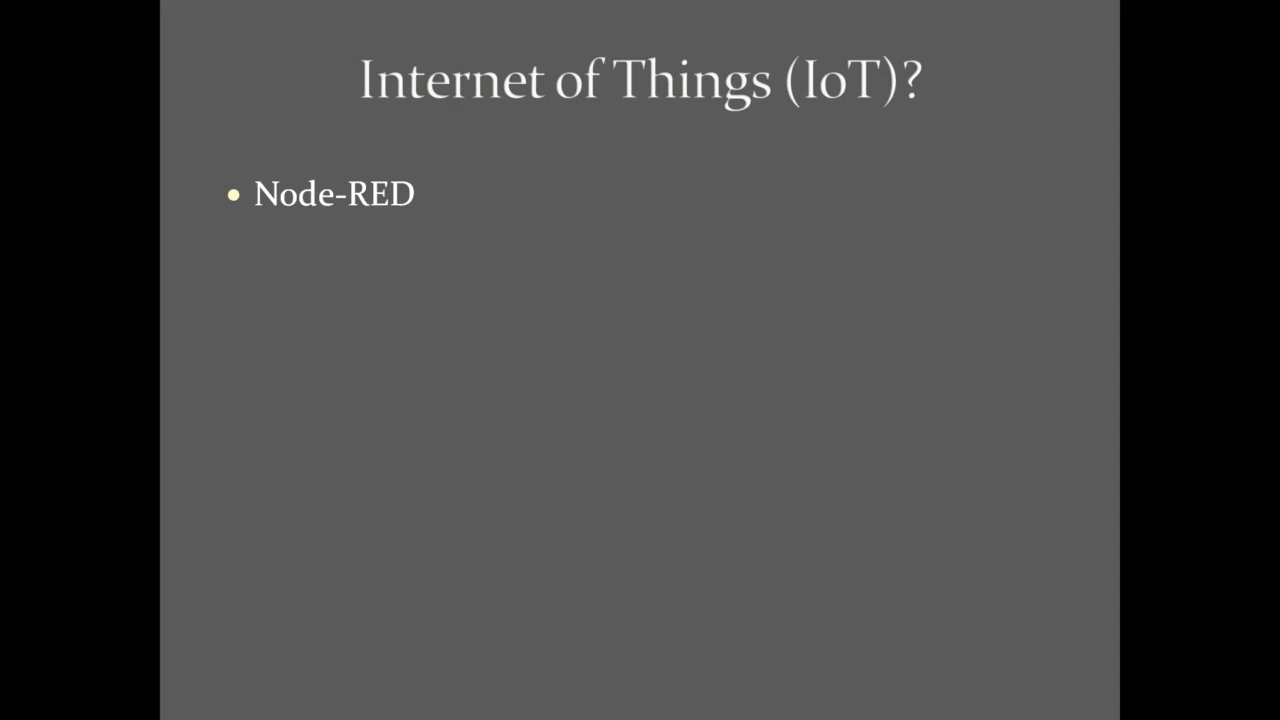 Internet of Things (IoT)?
• Node-RED